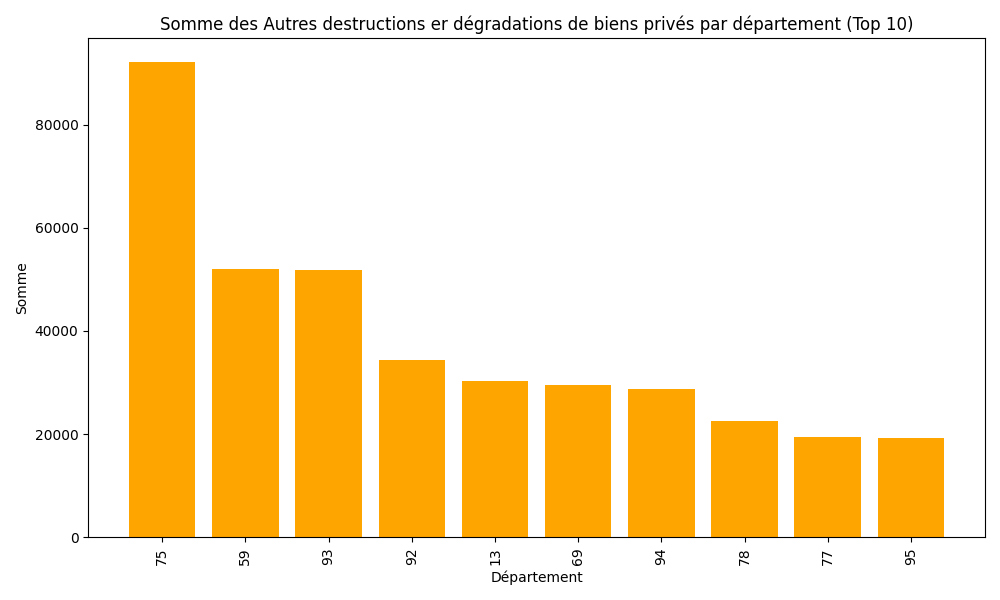 Somme des Autres destructions er dégradations de biens privés par département (Top 10)
Somme
80000
60000
40000
20000
0
75 59 93 92 13 69 94 78 77 95
Département